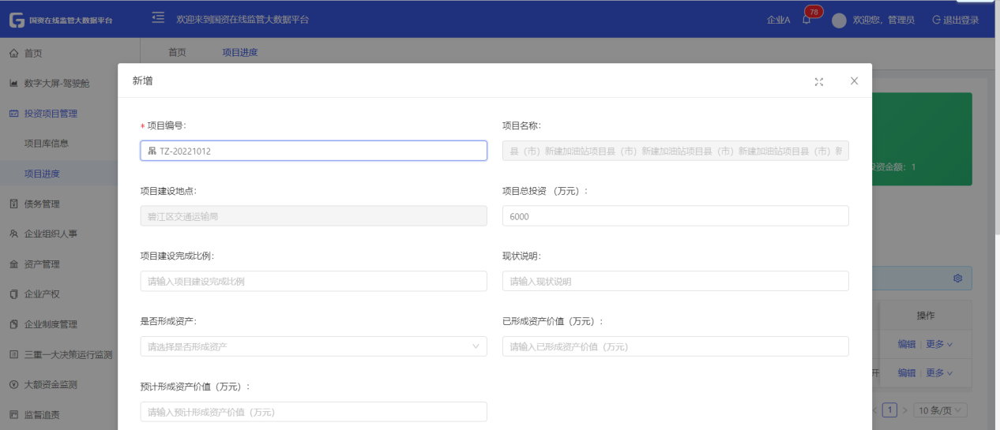 国资在线监管大数据平台
欢迎来到国资在线监管大数据平台
企业A
78
欢迎您，管理员
退出登录
首页
数字大屏-驾驶舱
投资项目管理
项目库信息
项目进度
债务管理
企业组织人事
资产管理
企业产权
企业制度管理
三重一大决策运行监测
大额资金监测
监督追责
首页
项目进度
新增
* 项目编号：
TZ-20221012
项目名称：
县（市）新建加油站项目县（市）新建加油站项目县（市）新建加油站项目县（市）新
项目建设地点：
碧江区交通运输局
项目总投资 （万元）：
6000
项目建设完成比例：
请输入项目建设完成比例
现状说明：
请输入现状说明
是否形成资产：
请选择是否形成资产
已形成资产价值（万元）：
请输入已形成资产价值（万元）
预计形成资产价值（万元）：
请输入预计形成资产价值（万元）
投资金额：1
操作
编辑 更多
开 编辑 更多
1
10 条/页